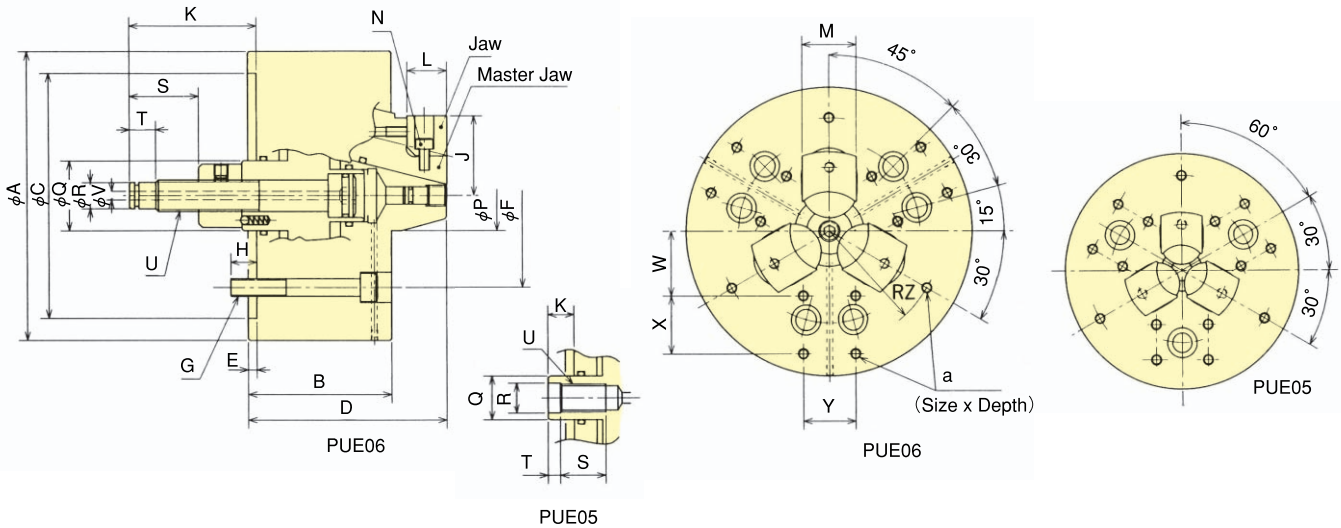 K
N
L
Jaw
Master Jaw
S
T
J
φA
φC
φQ
φR
φV
φP
φF
H
U
G
E
B
D
PUE06
K
U
Q
R
T
S
PUE05
M
45°
30°
15°
30°
W
X
RZ
Y
a
(Size x Depth)
PUE06
60°
30°
30°
PUE05